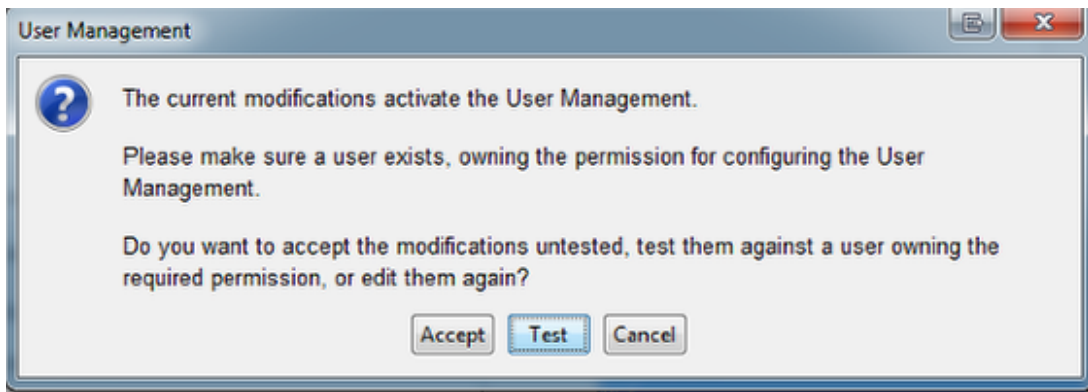 User Management
The current modifications activate the User Management.
Please make sure a user exists, owning the permission for configuring the User
Management.
Do you want to accept the modifications untested, test them against a user owning the
required permission, or edit them again?
Accept Test Cancel